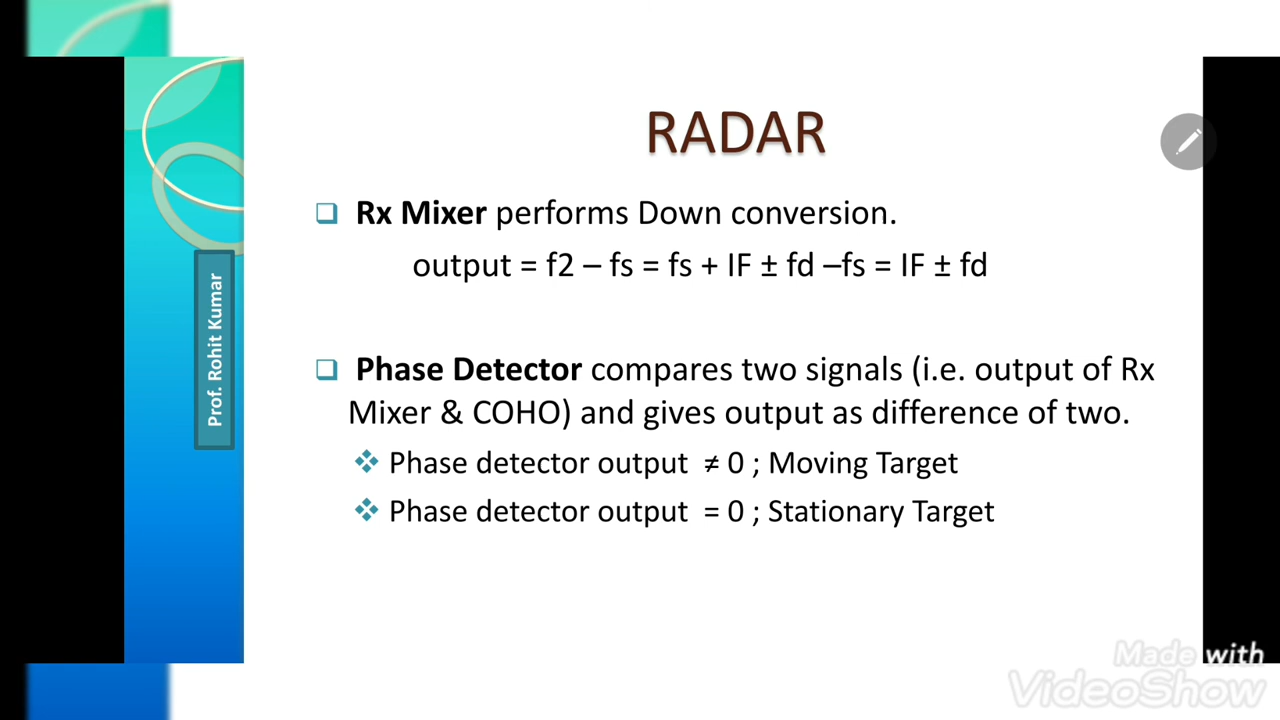 RADAR
❑ Rx Mixer performs Down conversion.
output = f2 – fs = fs + IF ± fd –fs = IF ± fd
❑ Phase Detector compares two signals (i.e. output of Rx
Mixer & COHO) and gives output as difference of two.
❖ Phase detector output ≠ 0 ; Moving Target
❖ Phase detector output = 0 ; Stationary Target
Prof. Rohit Kumar
Made with
VideoShow